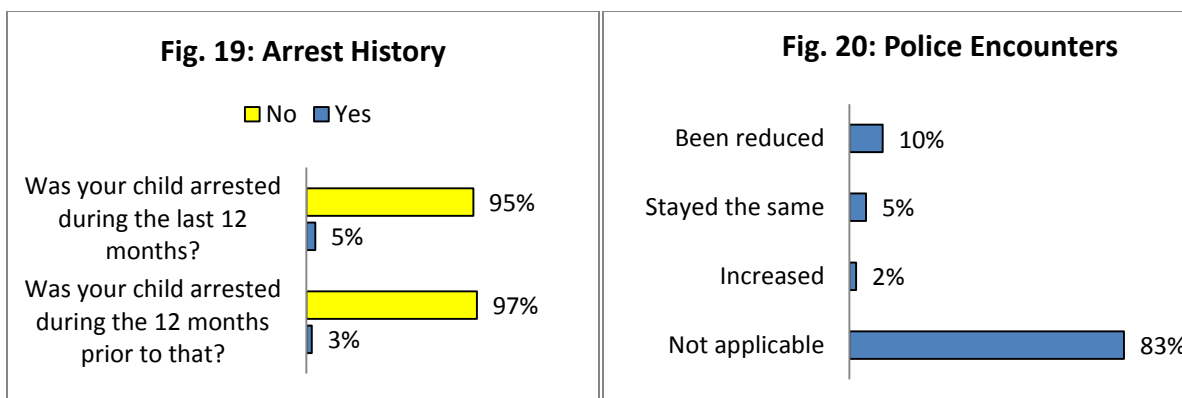 Fig. 19: Arrest History
No Yes
Was your child arrested
during the last 12
months?
95%
5%
Was your child arrested
during the 12 months
prior to that?
97%
3%
Fig. 20: Police Encounters
Been reduced
10%
Stayed the same
5%
Increased
2%
Not applicable
83%